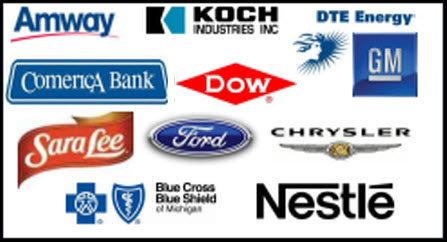 Amway
KOCH
INDUSTRIES INC
DTE Energy®
GM
COMERICA BANK
DOW®
Sara Lee
Ford
CHRYSLER
Blue Cross
Blue Shield
of Michigan
Nestlé